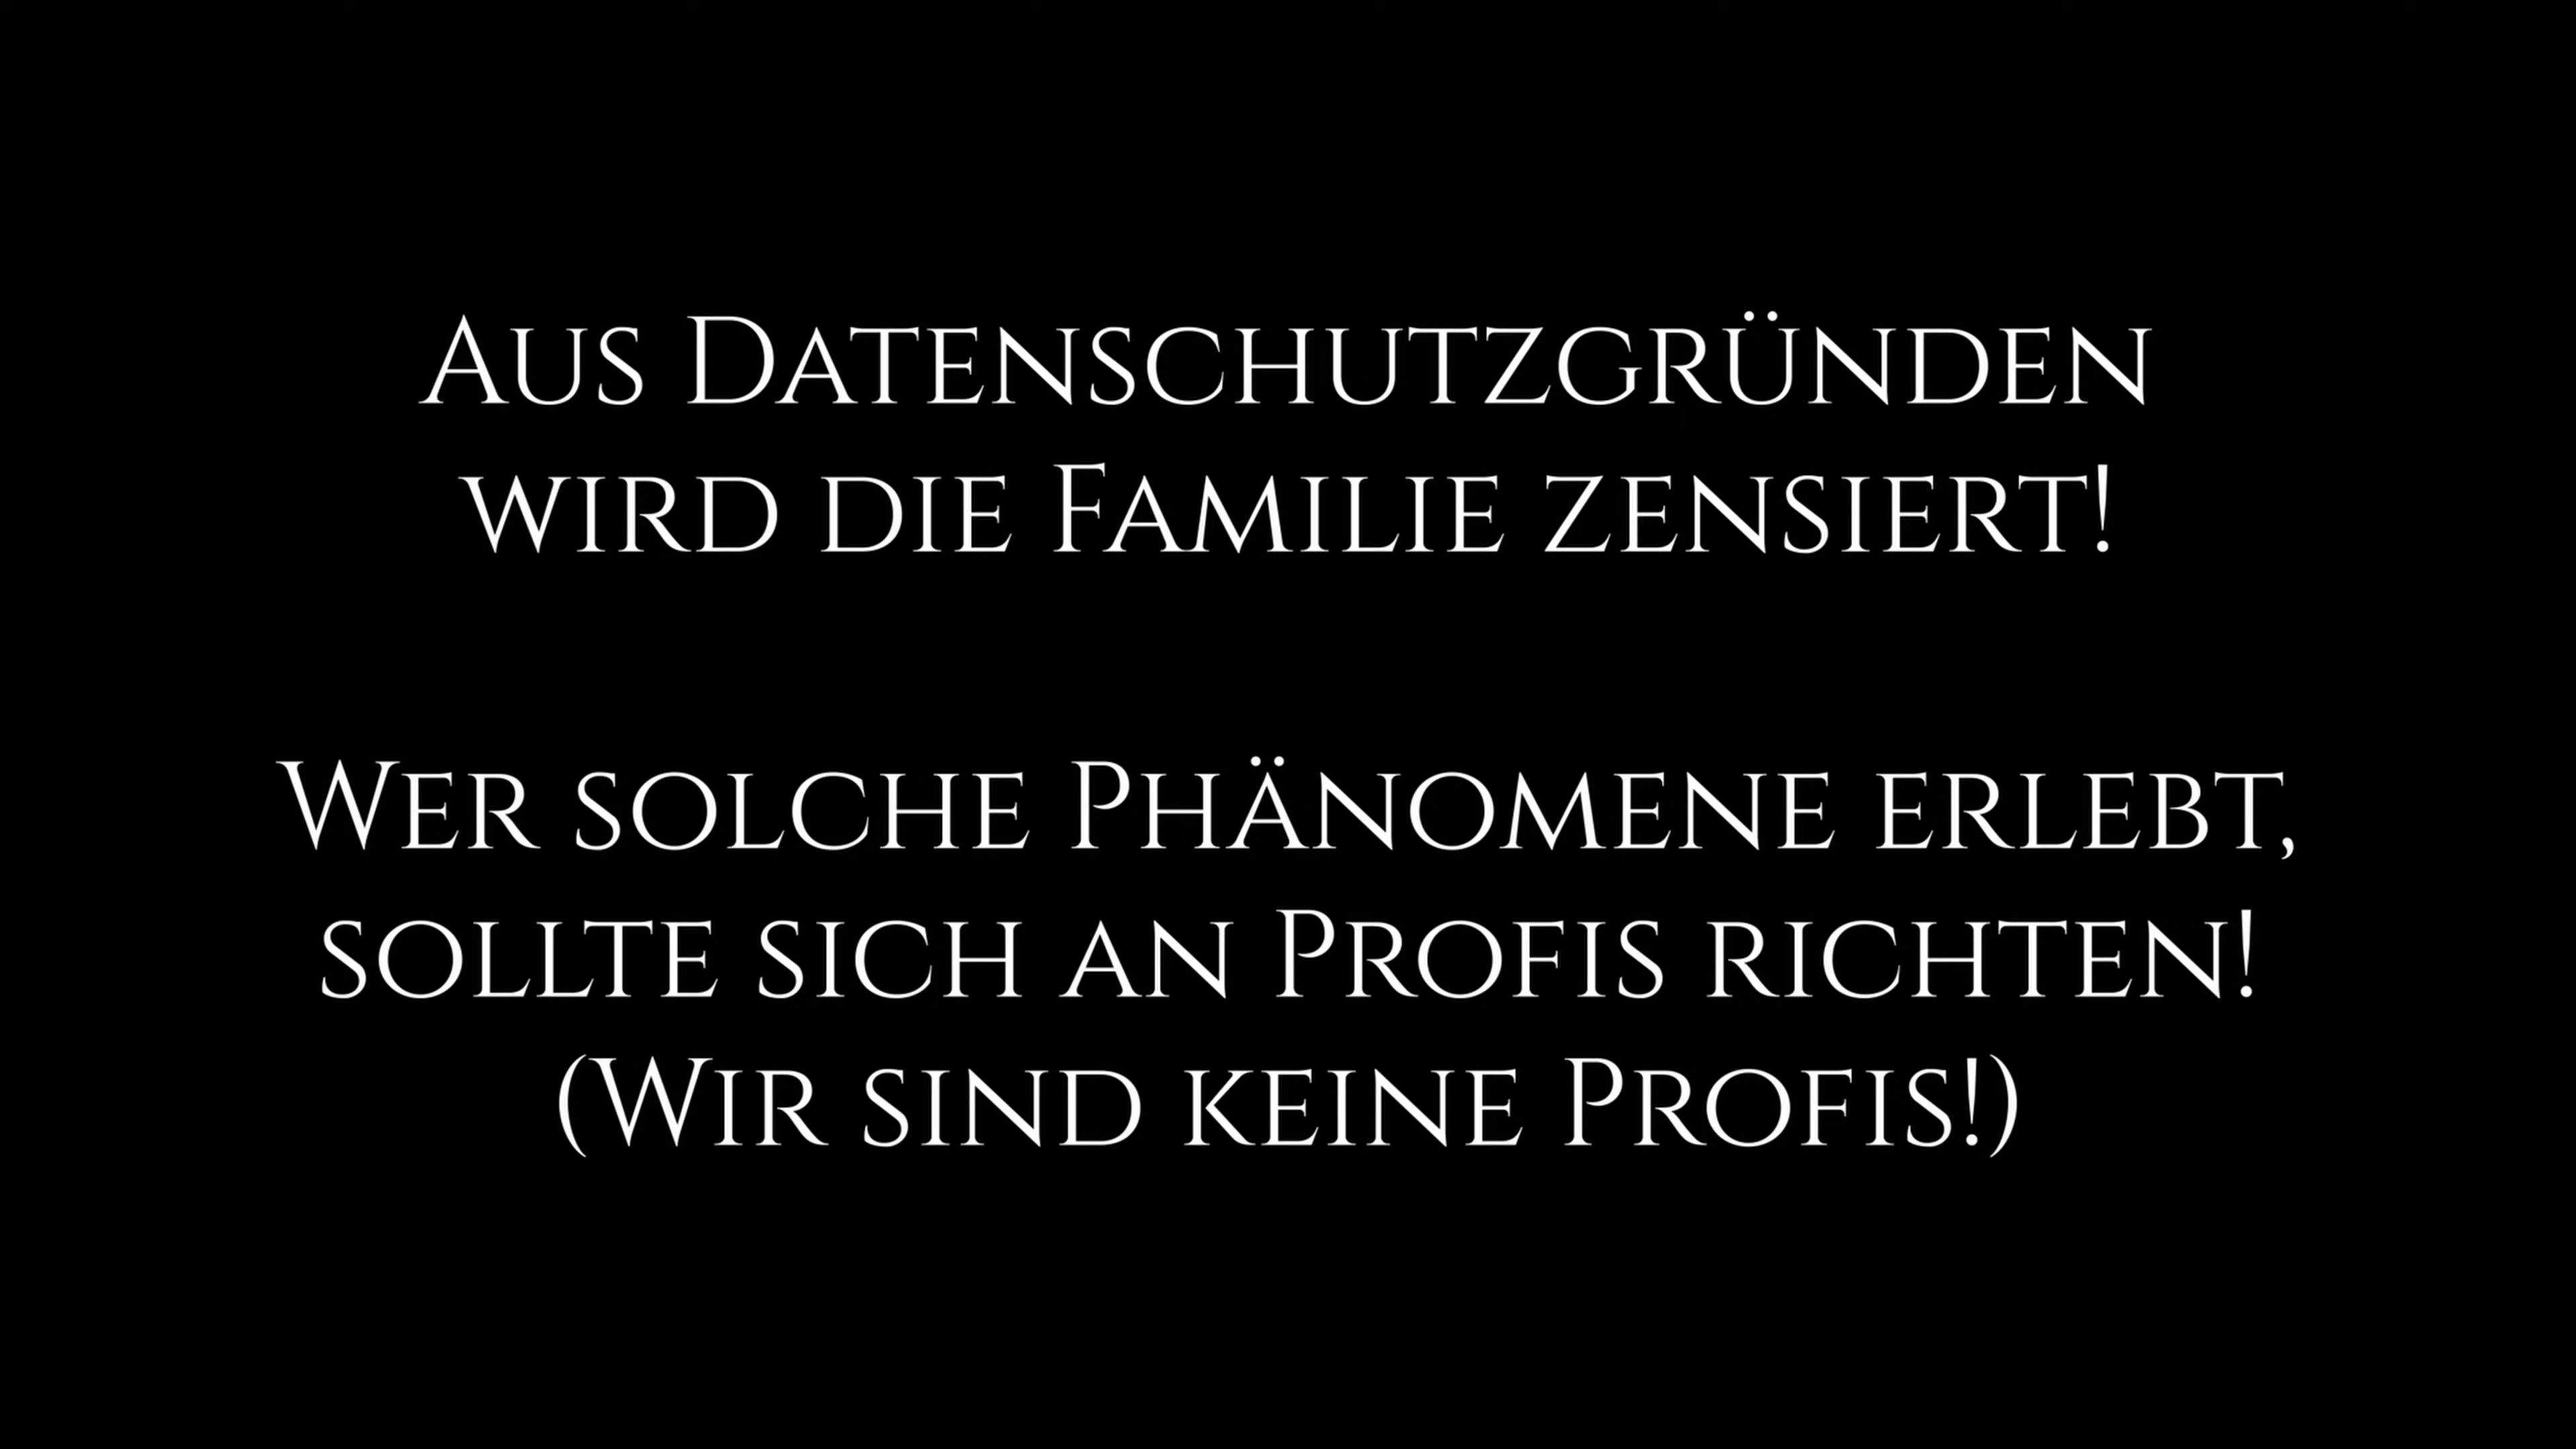 Aus Datenschutzgründen
wird die Familie zensiert!
Wer solche Phänomene erlebt,
sollte sich an Profis richten!
(Wir sind keine Profis!)